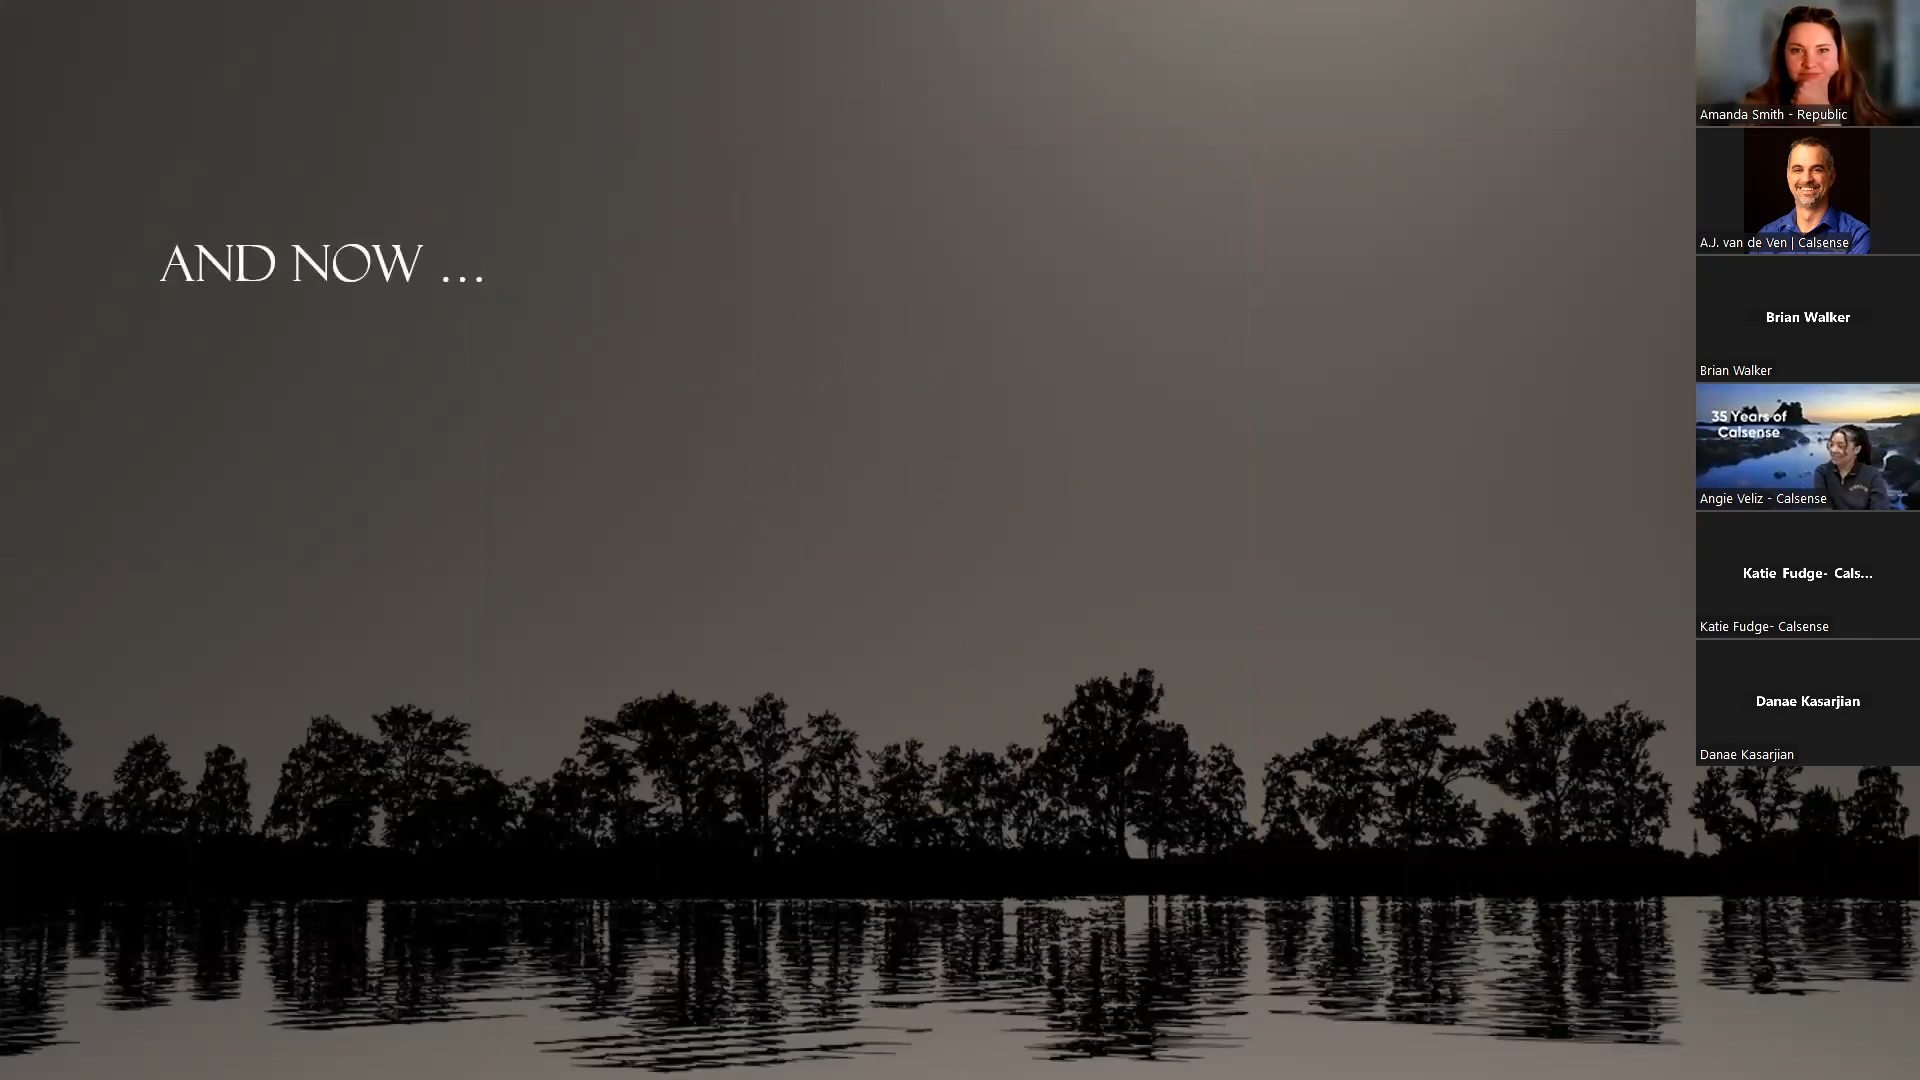 AND NOW ...
Amanda Smith - Republic
A.J. van de Ven | Calsense
Brian Walker
Brian Walker
35 Years of
Calsense
Angie Veliz - Calsense
Katie Fudge- Cals...
Katie Fudge- Calsense
Danae Kasarjian
Danae Kasarjian